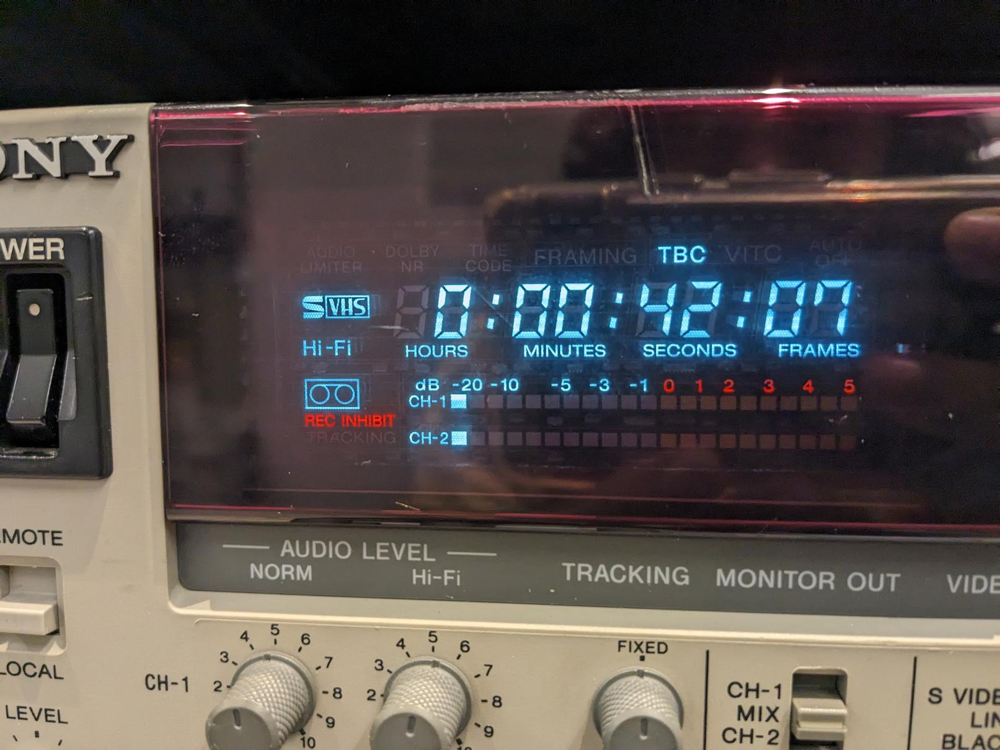 ONY
WER
AUDIO LIMITER
DOLBY NR
TIME CODE
FRAMING
TBC
VITC
AUTO OFF
S VHS
0:00:42:07
Hi-Fi
HOURS MINUTES SECONDS FRAMES
dB -20 -10 -5 -3 -1 0 1 2 3 4 5
CH-1
REC INHIBIT
TRACKING
CH-2
EMOTE
LOCAL
LEVEL
AUDIO LEVEL
NORM Hi-Fi
TRACKING
MONITOR OUT
VIDE
CH-1
2 3 4 5 6 7 8 9 10
2 3 4 5 6 7 8 9 10
FIXED
CH-1
MIX
CH-2
S VIDE
LIN
BLAC